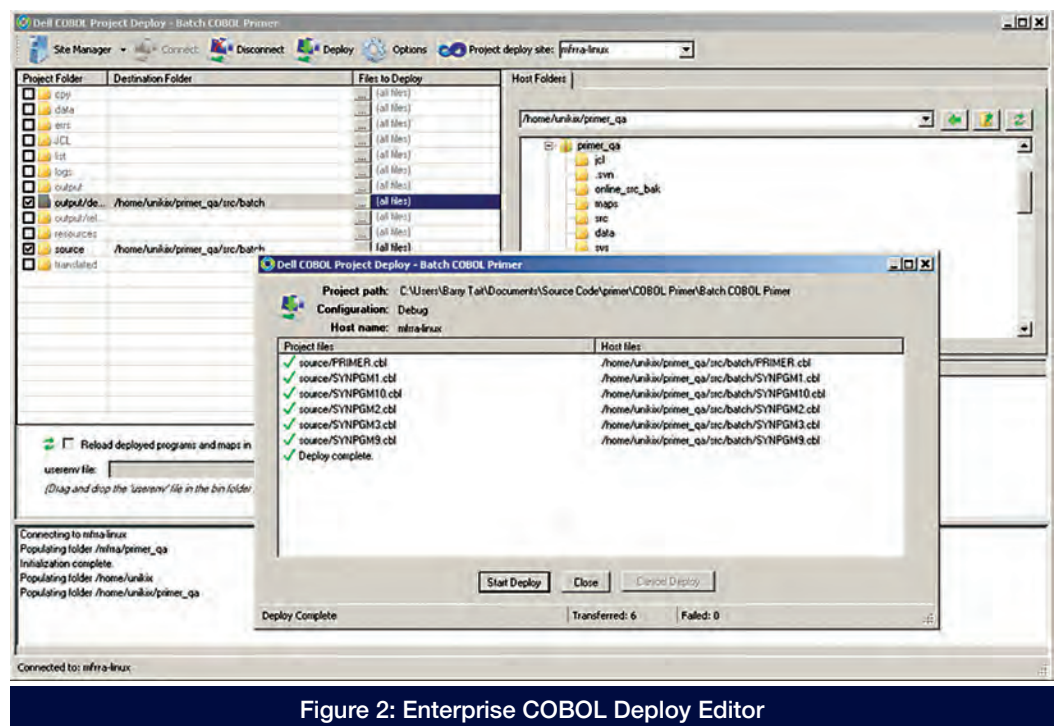 Dell COBOL Project Deploy - Batch COBOL Primer
Site Manager Connect Disconnect Deploy Options Project deploy site: mfrra-linux
Project Folder Destination Folder Files to Deploy
cpy (all files)
data (all files)
errs (all files)
JCL (all files)
list (all files)
logs (all files)
output (all files)
output/de... /home/unikix/primer_qa/src/batch (all files)
output/rel... (all files)
resources (all files)
source /home/unikix/primer_qa/src/batch (all files)
translated
Host Folders
/home/unikix/primer_qa
primer_qa
jcl
.svn
online_src_bak
maps
src
data
sys
Reload deployed programs and maps in
userenv file:
(Drag and drop the 'userenv' file in the bin folder
Connecting to mfrra-linux
Populating folder /mfrra/primer_qa
Initialization complete.
Populating folder /home/unikix
Populating folder /home/unikix/primer_qa
Connected to: mfrra-linux
Dell COBOL Project Deploy - Batch COBOL Primer
Project path: C:\Users\Barry Tait\Documents\Source Code\primer\COBOL Primer\Batch COBOL Primer
Configuration: Debug
Host name: mfrra-linux
Project files Host files
source/PRIMER.cbl /home/unikix/primer_qa/src/batch/PRIMER.cbl
source/SYNPGM1.cbl /home/unikix/primer_qa/src/batch/SYNPGM1.cbl
source/SYNPGM10.cbl /home/unikix/primer_qa/src/batch/SYNPGM10.cbl
source/SYNPGM2.cbl /home/unikix/primer_qa/src/batch/SYNPGM2.cbl
source/SYNPGM3.cbl /home/unikix/primer_qa/src/batch/SYNPGM3.cbl
source/SYNPGM9.cbl /home/unikix/primer_qa/src/batch/SYNPGM9.cbl
Deploy complete.
Start Deploy Close Cancel Deploy
Deploy Complete Transferred: 6 Failed: 0
Figure 2: Enterprise COBOL Deploy Editor